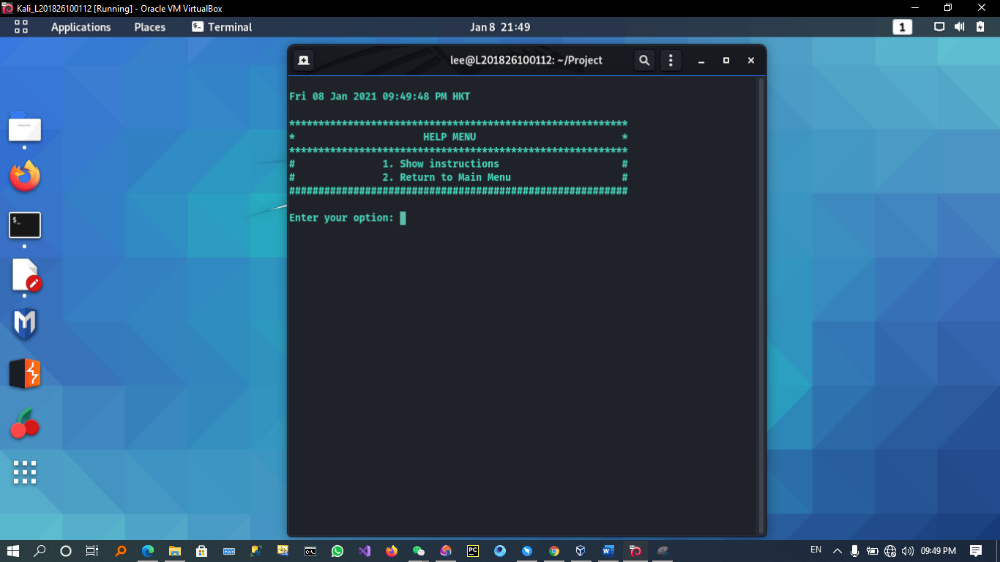 Kali_L201826100112 [Running] - Oracle VM VirtualBox
Applications Places Terminal Jan 8 21:49 1
lee@L201826100112: ~/Project
Fri 08 Jan 2021 09:49:48 PM HKT
**********************************************************
* HELP MENU *
**********************************************************
# 1. Show instructions #
# 2. Return to Main Menu #
##########################################################
Enter your option:
$_
PC
EN 09:49 PM